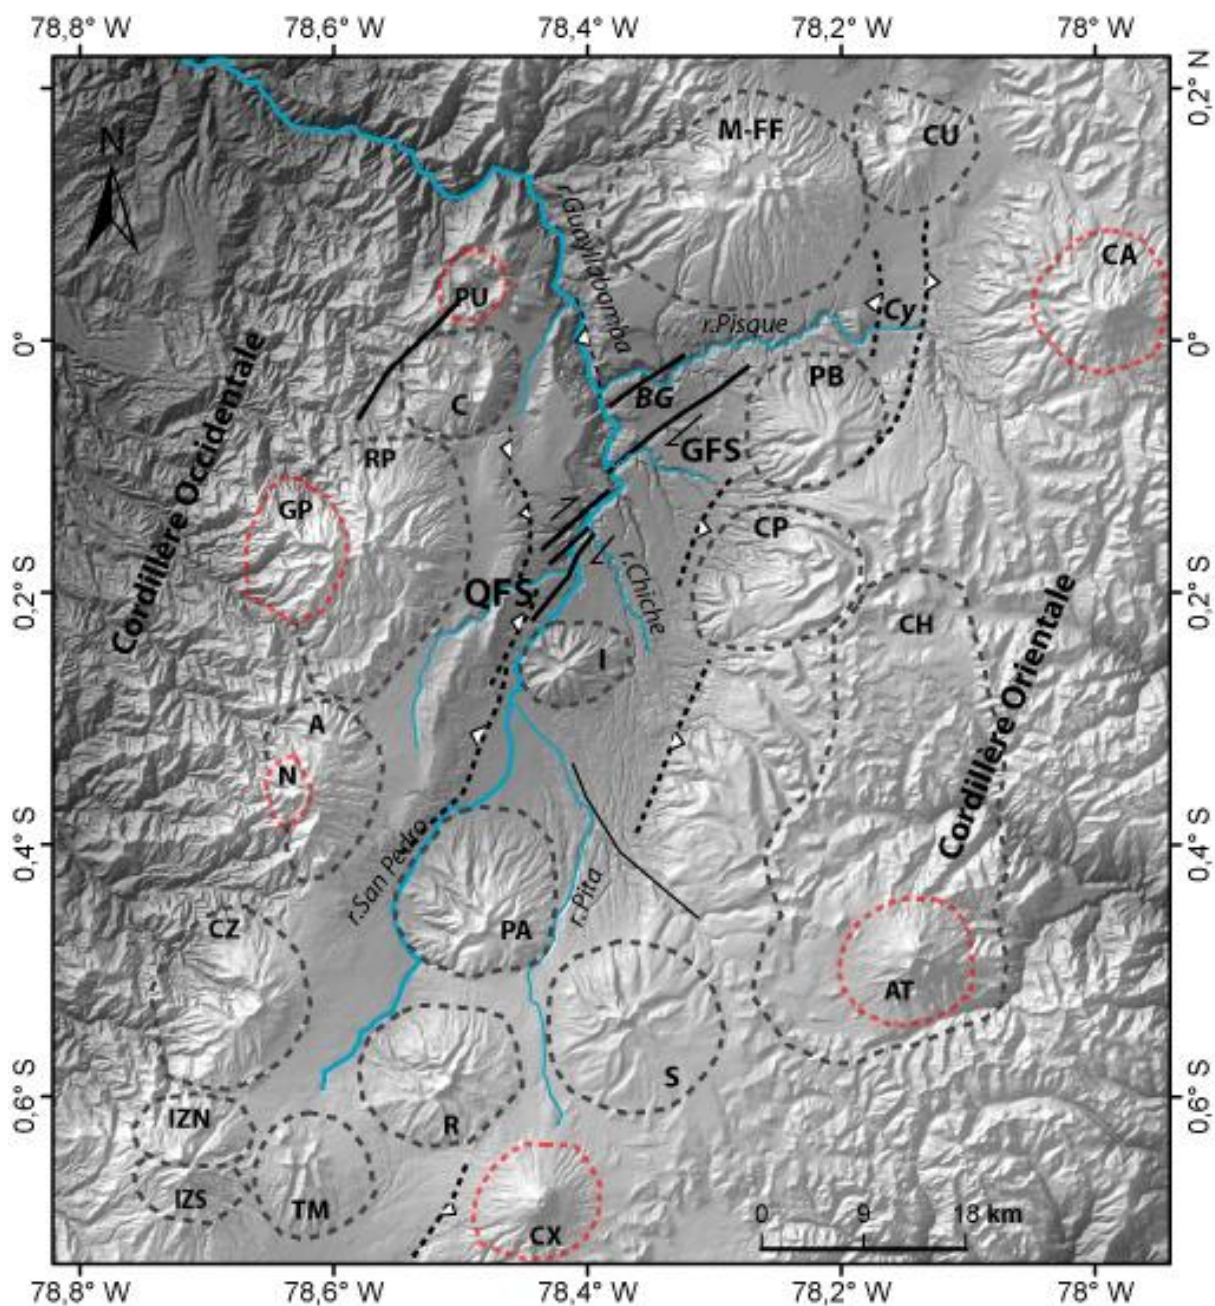 78,8° W
78,6° W
78,4° W
78,2° W
78° W
0,2° N
0°
0,2° S
0,4° S
0,6° S
0,2° N
0°
0,2° S
0,4° S
0,6° S
N
M-FF
CU
CA
r.Guayllabamba
PU
r.Pisque
Cy
Cordillère Occidentale
C
BG
PB
RP
GFS
GP
CP
QFS
r.Chiche
CH
I
A
Cordillère Orientale
N
r.San Pedro
PA
r.Pita
CZ
AT
S
R
IZN
IZS
TM
CX
0 9 18 km
78,8° W
78,6° W
78,4° W
78,2° W
78° W